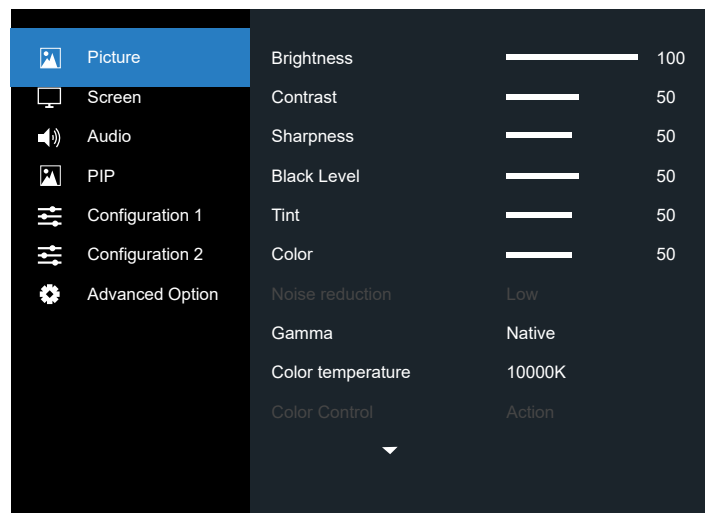 Picture
Screen
Audio
PIP
Configuration 1
Configuration 2
Advanced Option
Brightness 100
Contrast 50
Sharpness 50
Black Level 50
Tint 50
Color 50
Noise reduction Low
Gamma Native
Color temperature 10000K
Color Control Action